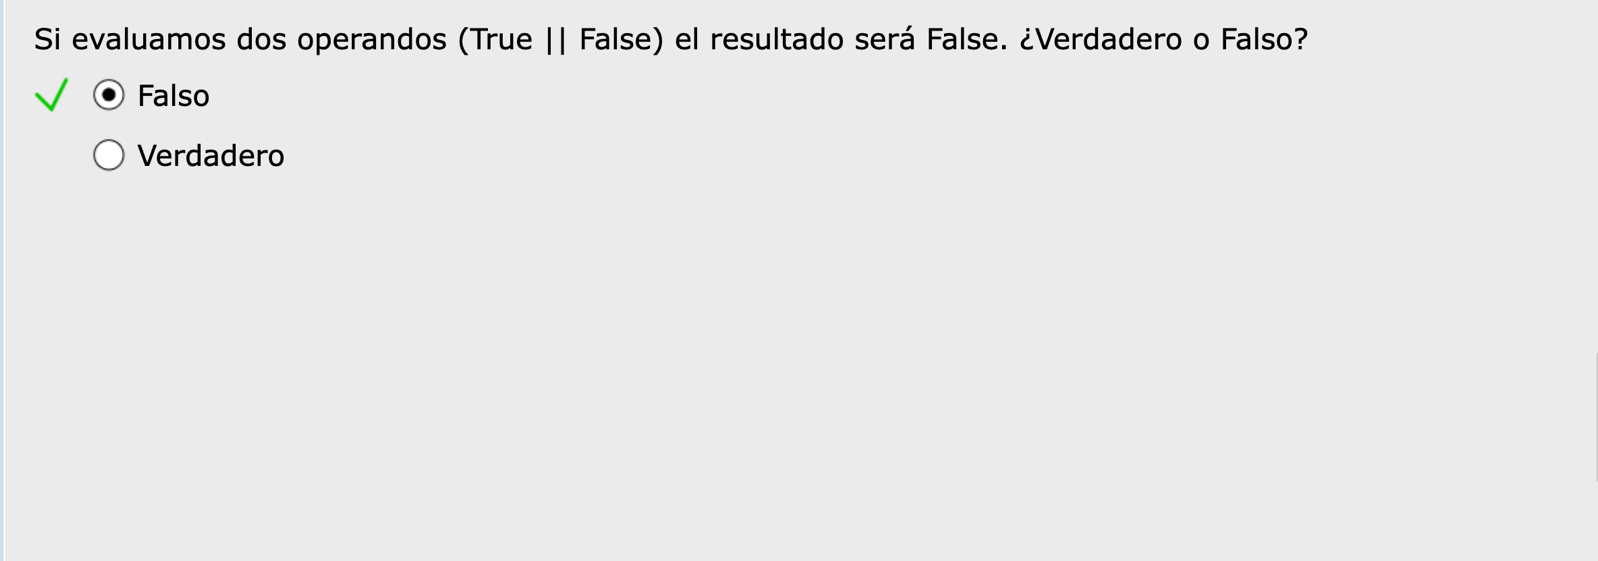 Si evaluamos dos operandos (True || False) el resultado será False. ¿Verdadero o Falso?
Falso
Verdadero